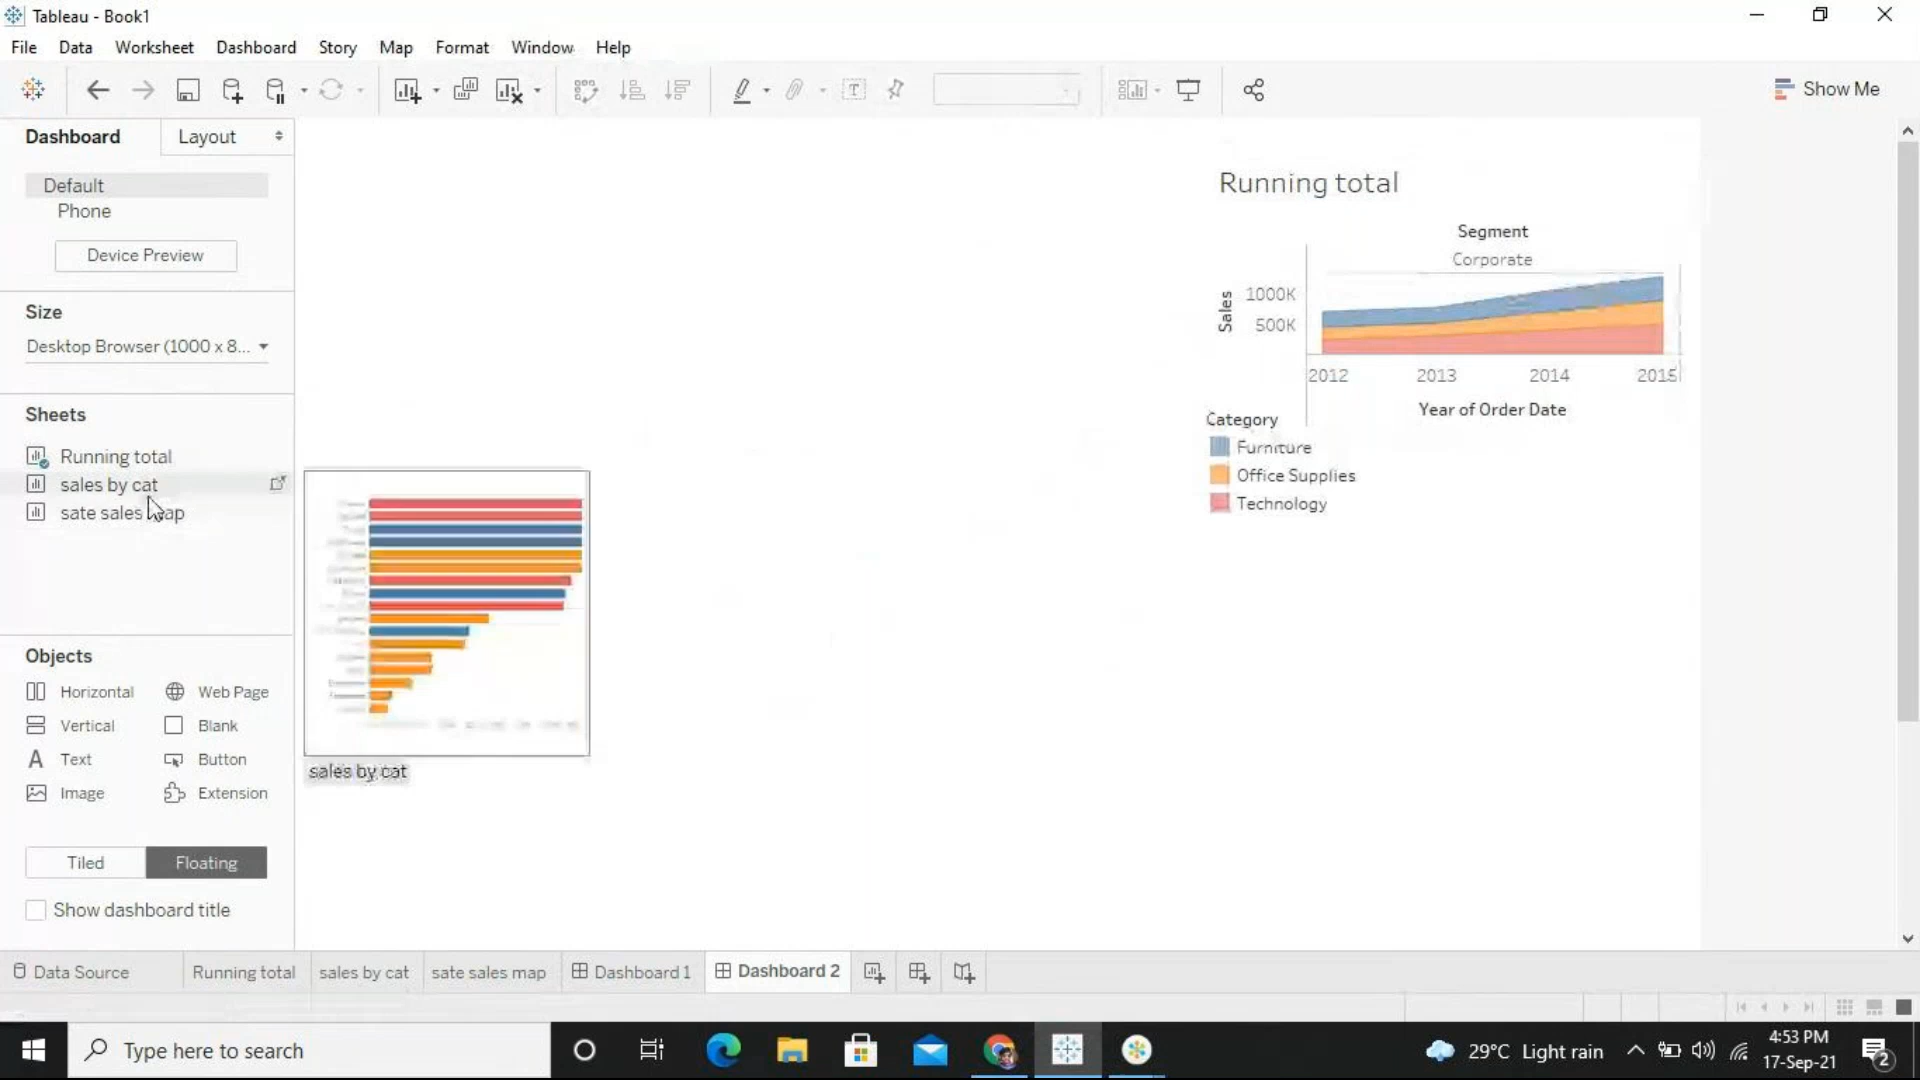 Tableau - Book1
File Data Worksheet Dashboard Story Map Format Window Help
Show Me
Dashboard Layout
Default
Phone
Device Preview
Size
Desktop Browser (1000 x 8...
Sheets
Running total
sales by cat
sate sales map
Objects
Horizontal Web Page
Vertical Blank
Text Button
Image Extension
Tiled Floating
Show dashboard title
sales by cat
Running total
Segment
Corporate
Sales
1000K
500K
2012 2013 2014 2015
Year of Order Date
Category
Furniture
Office Supplies
Technology
Data Source Running total sales by cat sate sales map Dashboard 1 Dashboard 2
Type here to search
29°C Light rain
4:53 PM
17-Sep-21
2